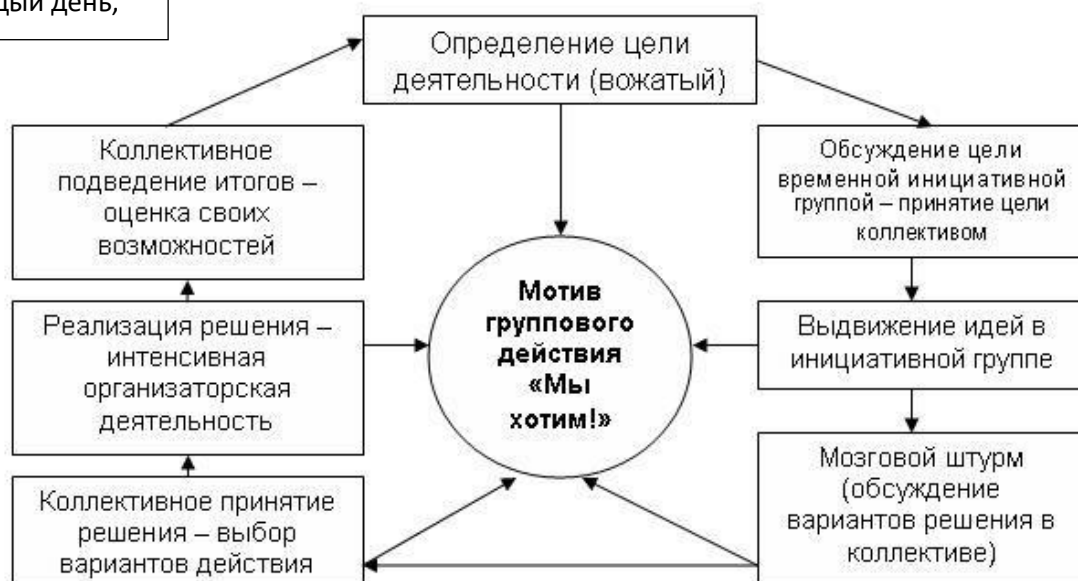 день,
Определение цели
деятельности (вожатый)
Коллективное
подведение итогов –
оценка своих
возможностей
Обсуждение цели
временной инициативной
группой – принятие цели
коллективом
Мотив
группового
действия
«Мы
хотим!»
Реализация решения –
интенсивная
организаторская
деятельность
Выдвижение идей в
инициативной группе
Коллективное принятие
решения – выбор
вариантов действия
Мозговой штурм
(обсуждение
вариантов решения в
коллективе)